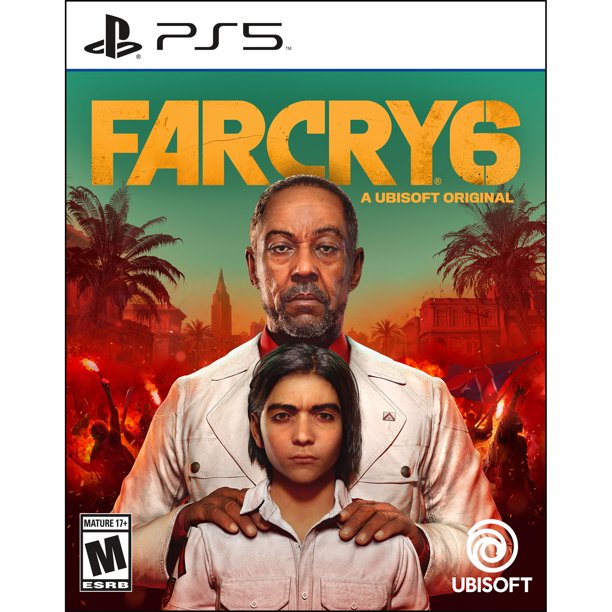 PS5
FARCRY6
®
A UBISOFT ORIGINAL
MATURE 17+
M
ESRB
UBISOFT